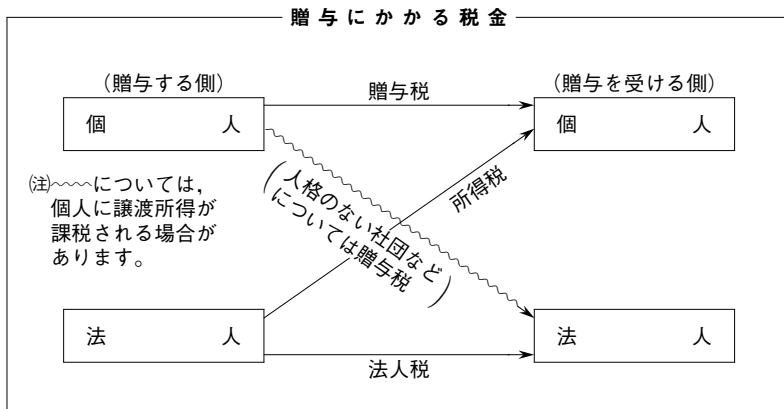 贈与にかかる税金
（贈与する側）
（贈与を受ける側）
個人
贈与税
個人
㊟〰〰については，
個人に譲渡所得が
課税される場合が
あります。
（人格のない社団など
については贈与税）
所得税
法人
法人税
法人